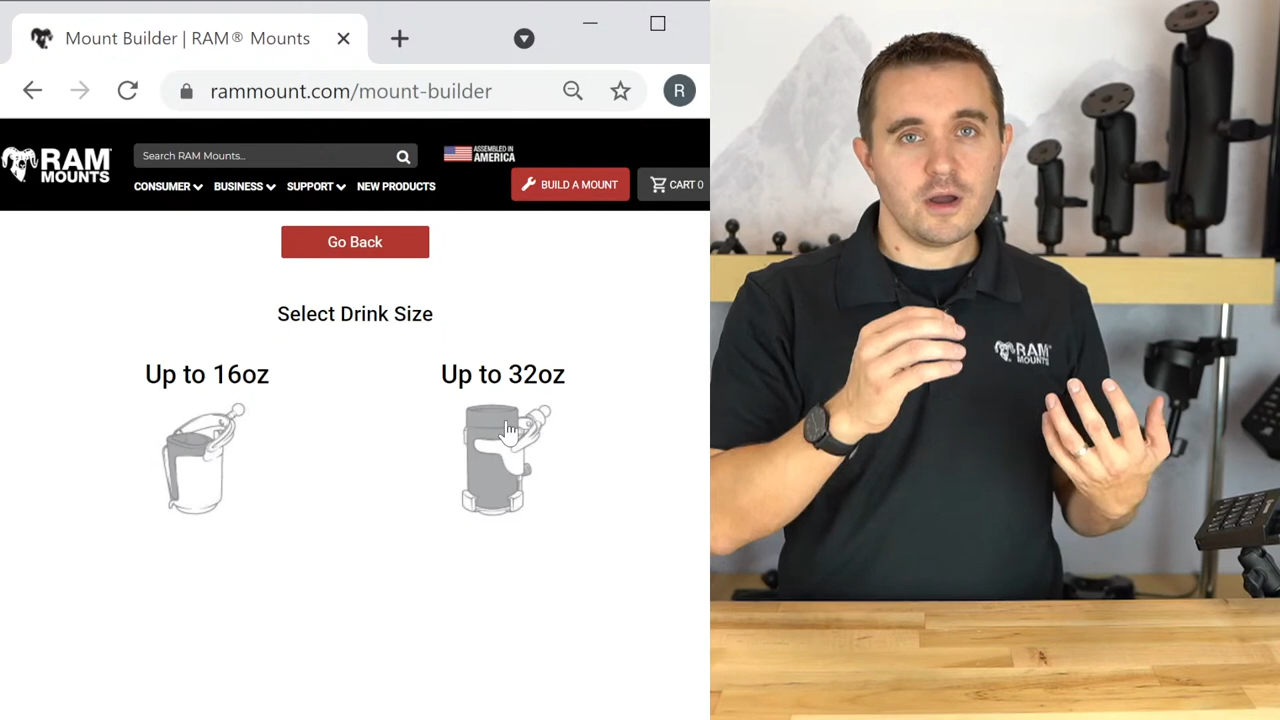 Mount Builder | RAM® Mounts
rammount.com/mount-builder
R
RAM
MOUNTS
Search RAM Mounts...
ASSEMBLED IN
AMERICA
CONSUMER
BUSINESS
SUPPORT
NEW PRODUCTS
BUILD A MOUNT
CART 0
Go Back
Select Drink Size
Up to 16oz
Up to 32oz
RAM
MOUNTS